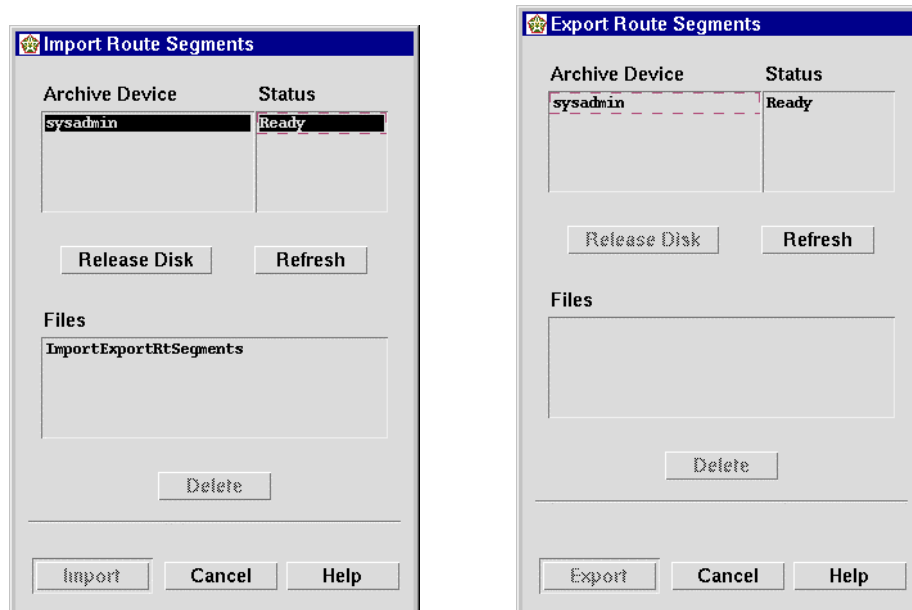 Import Route Segments
Archive Device Status
sysadmin Ready
Release Disk Refresh
Files
ImportExportRtSegments
Delete
Import Cancel Help
Export Route Segments
Archive Device Status
sysadmin Ready
Release Disk Refresh
Files
Delete
Export Cancel Help